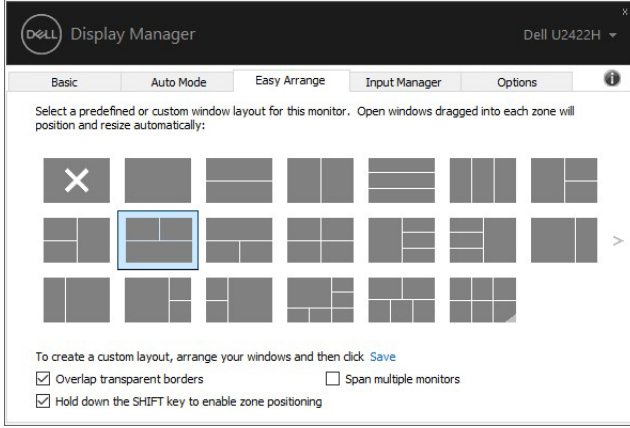 DELL Display Manager
Dell U2422H
Basic
Auto Mode
Easy Arrange
Input Manager
Options
Select a predefined or custom window layout for this monitor. Open windows dragged into each zone will
position and resize automatically:
To create a custom layout, arrange your windows and then click Save
Overlap transparent borders
Span multiple monitors
Hold down the SHIFT key to enable zone positioning